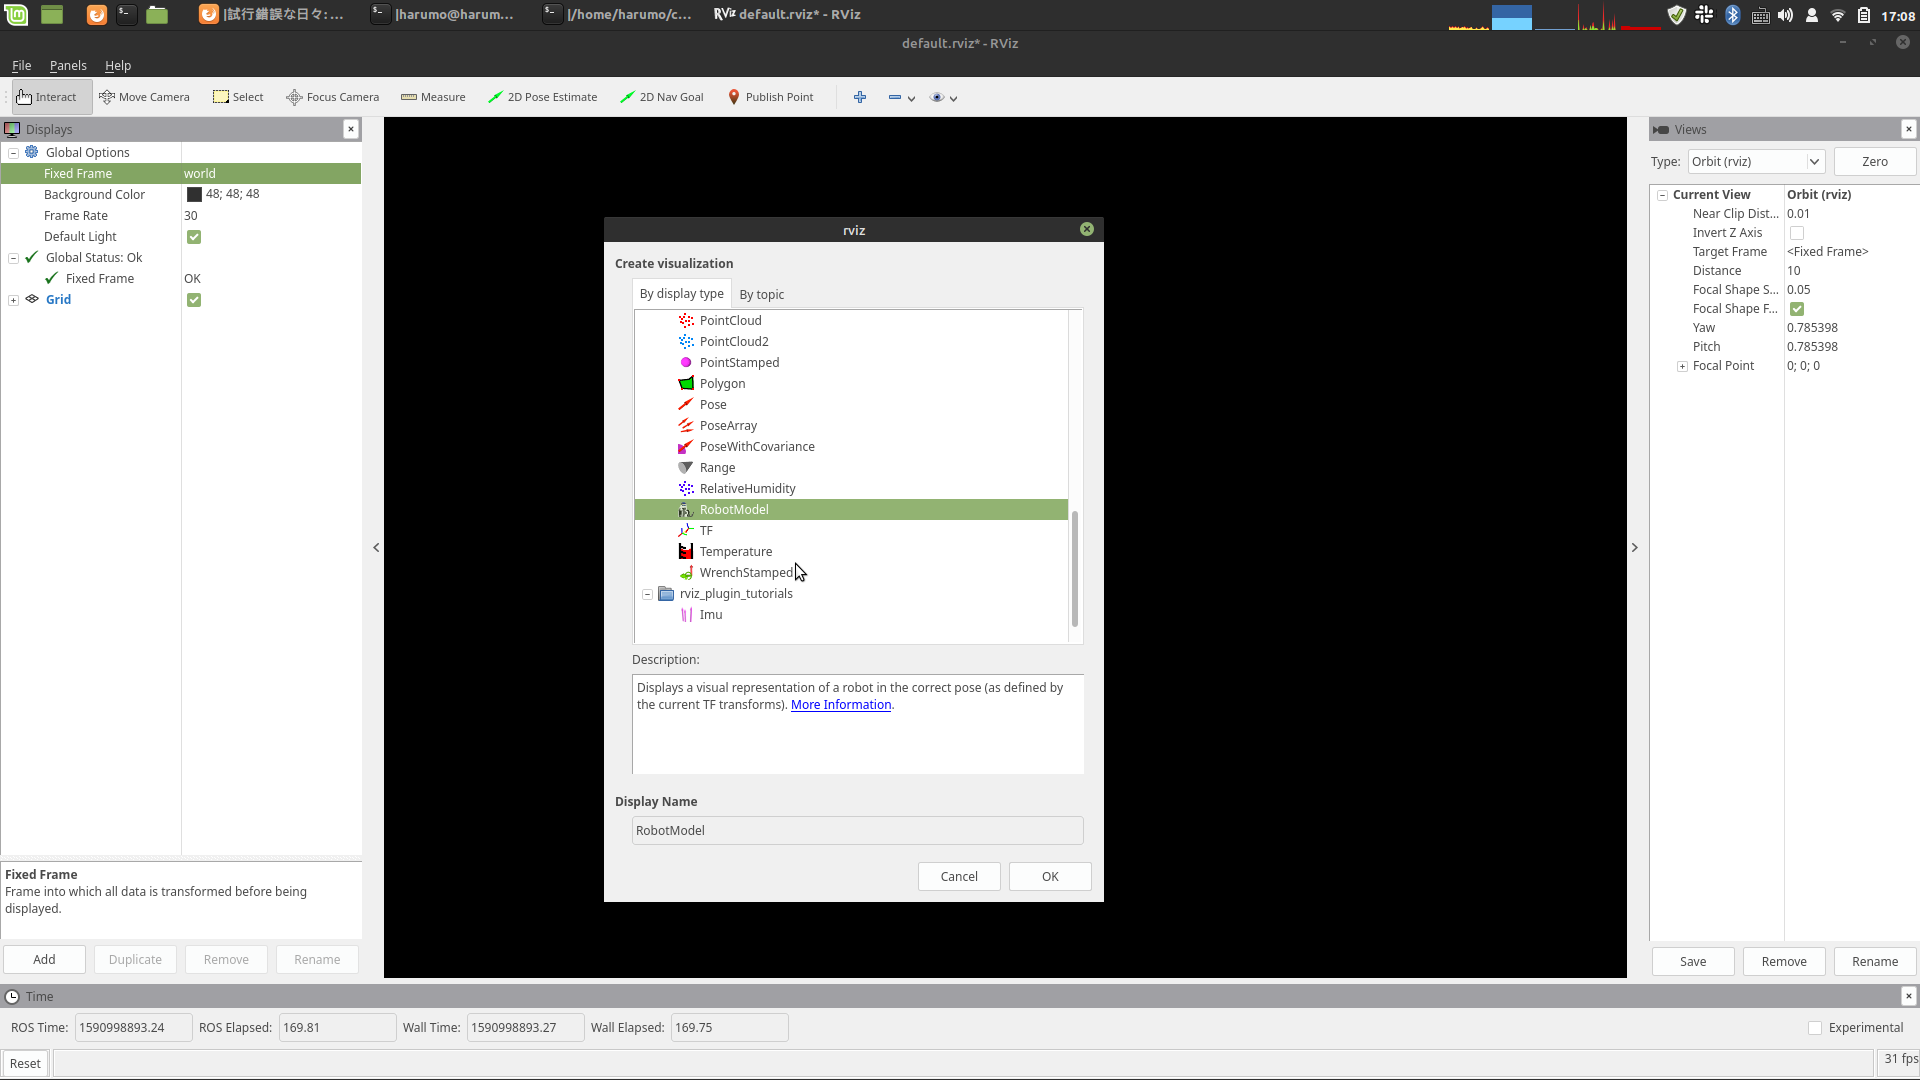 |試行錯誤な日々: ...
|harumo@harum...
|/home/harumo/c...
RViz default.rviz* - RViz
17:08
default.rviz* - RViz
File Panels Help
Interact Move Camera Select Focus Camera Measure 2D Pose Estimate 2D Nav Goal Publish Point
Displays
Global Options
Fixed Frame world
Background Color 48; 48; 48
Frame Rate 30
Default Light
Global Status: Ok
Fixed Frame OK
Grid
Fixed Frame
Frame into which all data is transformed before being
displayed.
Add Duplicate Remove Rename
rviz
Create visualization
By display type By topic
PointCloud
PointCloud2
PointStamped
Polygon
Pose
PoseArray
PoseWithCovariance
Range
RelativeHumidity
RobotModel
TF
Temperature
WrenchStamped
rviz_plugin_tutorials
Imu
Description:
Displays a visual representation of a robot in the correct pose (as defined by
the current TF transforms). More Information.
Display Name
RobotModel
Cancel OK
Views
Type: Orbit (rviz) Zero
Current View Orbit (rviz)
Near Clip Dist... 0.01
Invert Z Axis
Target Frame <Fixed Frame>
Distance 10
Focal Shape S... 0.05
Focal Shape F...
Yaw 0.785398
Pitch 0.785398
Focal Point 0; 0; 0
Save Remove Rename
Time
ROS Time: 1590998893.24 ROS Elapsed: 169.81 Wall Time: 1590998893.27 Wall Elapsed: 169.75 Experimental
Reset 31 fps